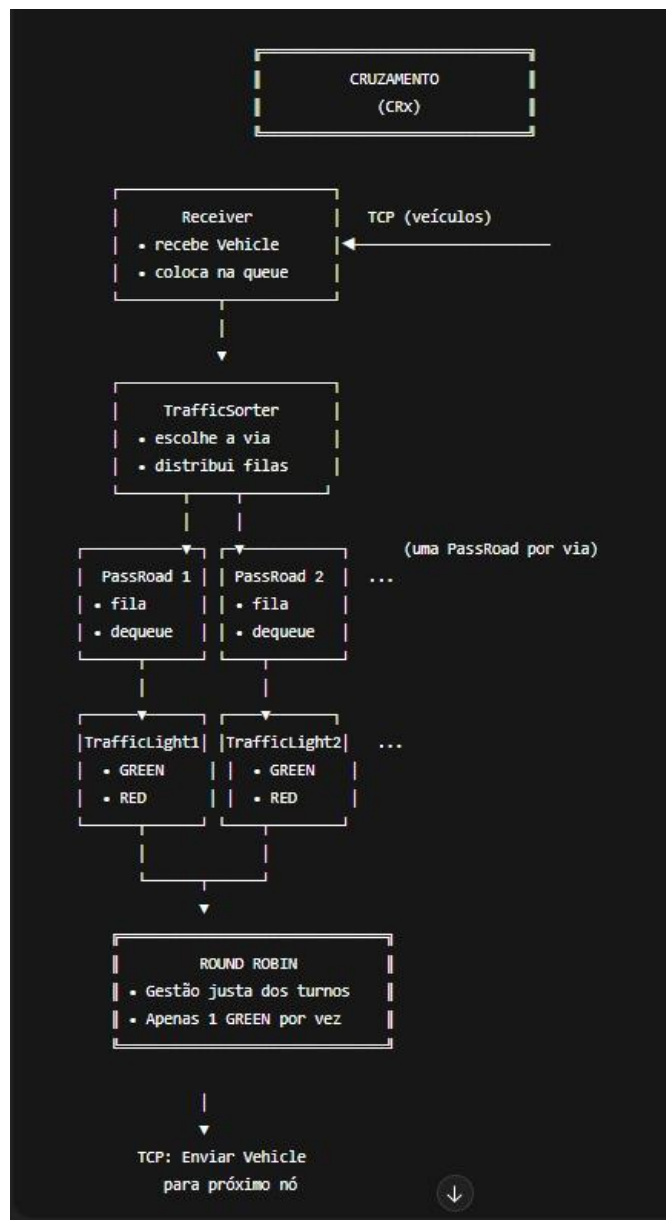 CRUZAMENTO
(CRx)
Receiver
• recebe Vehicle
• coloca na queue
TCP (veículos)
TrafficSorter
• escolhe a via
• distribui filas
(uma PassRoad por via)
PassRoad 1
• fila
• dequeue
PassRoad 2
• fila
• dequeue
...
TrafficLight1
• GREEN
• RED
TrafficLight2
• GREEN
• RED
...
ROUND ROBIN
• Gestão justa dos turnos
• Apenas 1 GREEN por vez
TCP: Enviar Vehicle
para próximo nó